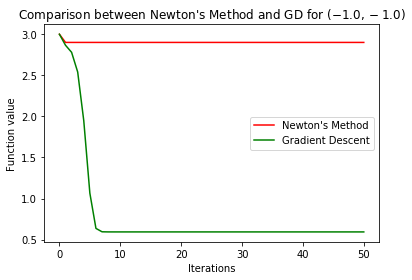 Comparison between Newton's Method and GD for (−1.0, − 1.0)
3.0
2.5
2.0
1.5
1.0
0.5
Function value
Newton's Method
Gradient Descent
0 10 20 30 40 50
Iterations